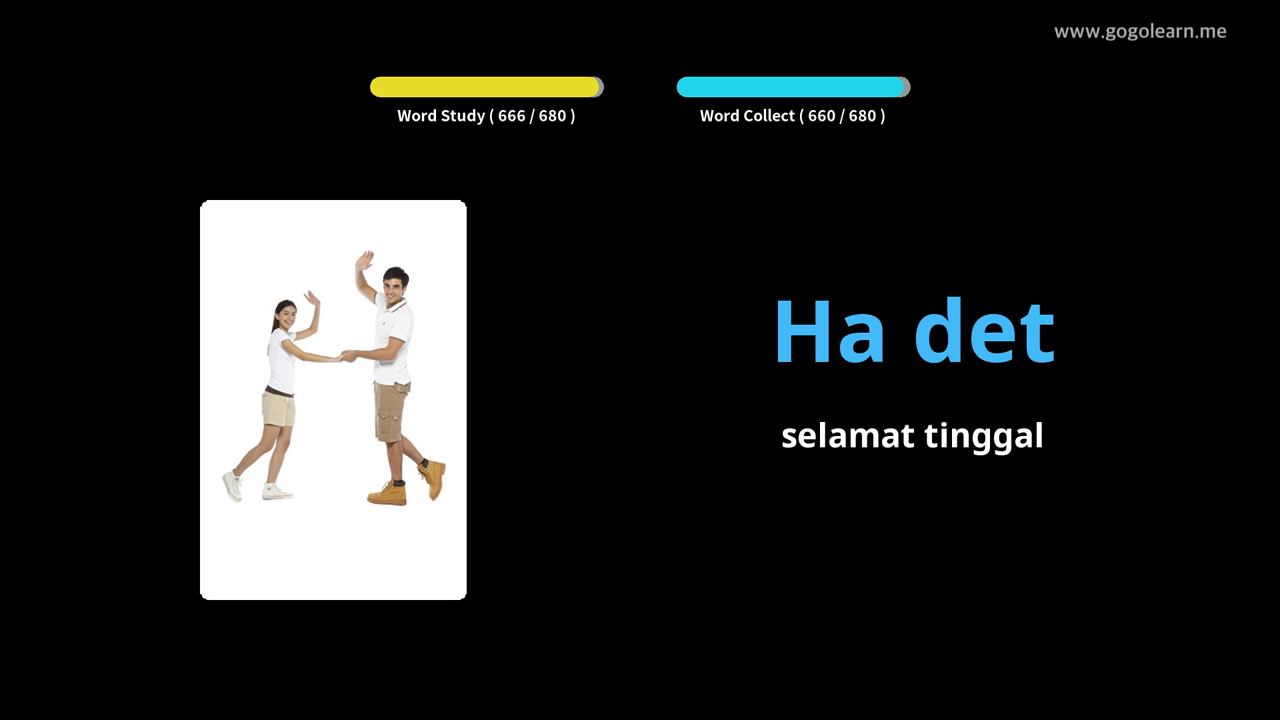 www.gogolearn.me
Word Study ( 666 / 680 )
Word Collect ( 660 / 680 )
Ha det
selamat tinggal